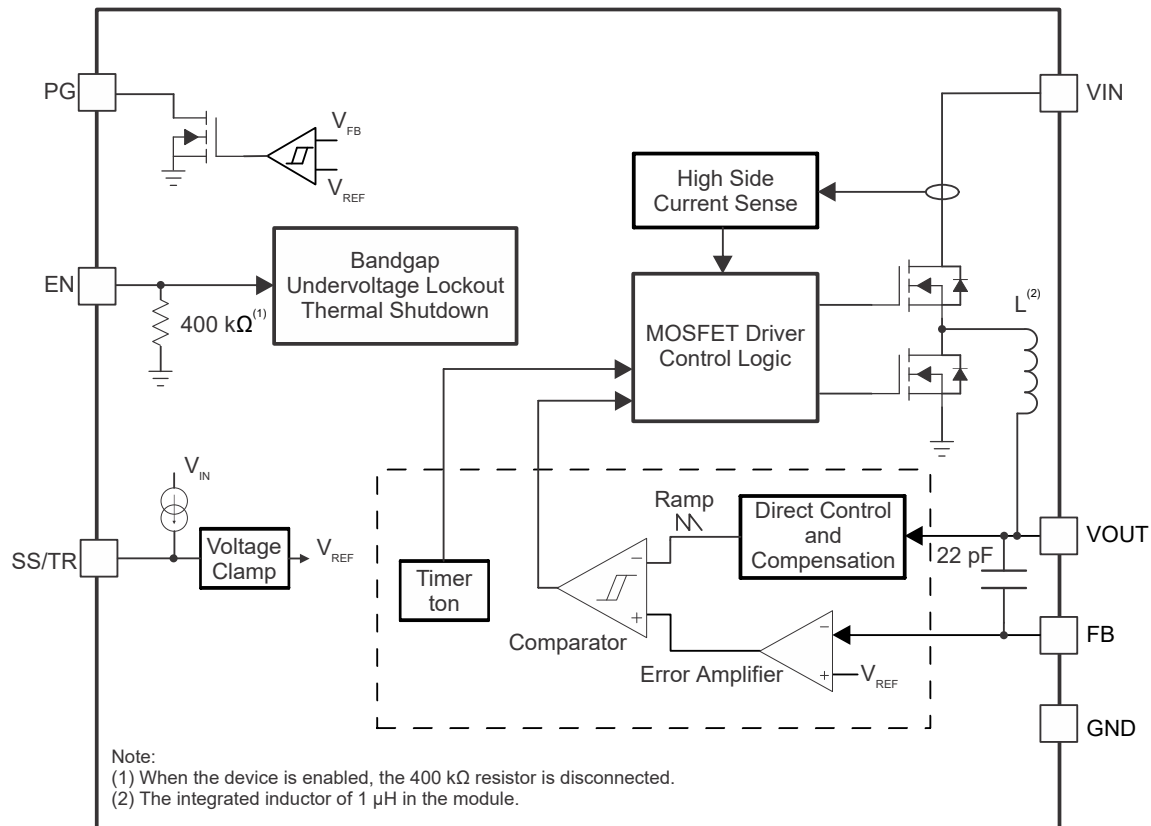 PG
V_FB
V_REF
VIN
High Side
Current Sense
EN
400 kΩ(1)
Bandgap
Undervoltage Lockout
Thermal Shutdown
MOSFET Driver
Control Logic
L(2)
V_IN
SS/TR
Voltage
Clamp
V_REF
Timer
ton
Ramp
Direct Control
and
Compensation
VOUT
22 pF
−
+
Comparator
−
+
Error Amplifier
V_REF
FB
GND
Note:
(1) When the device is enabled, the 400 kΩ resistor is disconnected.
(2) The integrated inductor of 1 µH in the module.